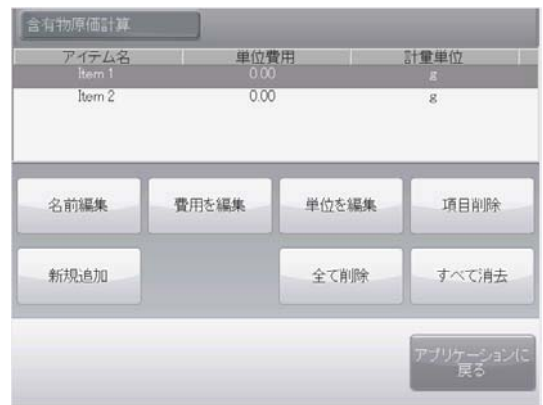 含有物原価計算
アイテム名 単位費用 計量単位
Item 1 0.00 g
Item 2 0.00 g
名前編集 費用を編集 単位を編集 項目削除
新規追加 全て削除 すべて消去
アプリケーションに
戻る